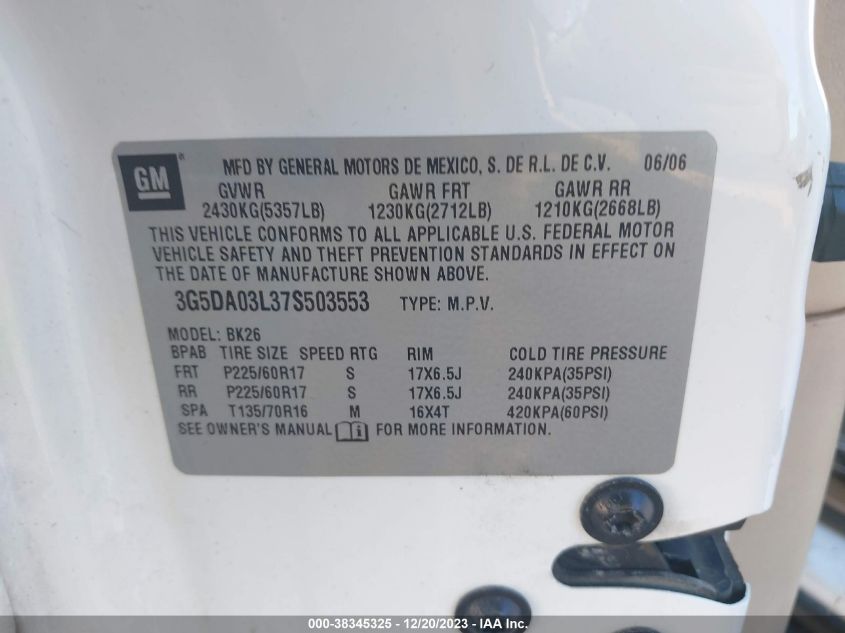 GM® MFD BY GENERAL MOTORS DE MEXICO, S. DE R.L. DE C.V. 06/06
GVWR GAWR FRT GAWR RR
2430KG(5357LB) 1230KG(2712LB) 1210KG(2668LB)
THIS VEHICLE CONFORMS TO ALL APPLICABLE U.S. FEDERAL MOTOR
VEHICLE SAFETY AND THEFT PREVENTION STANDARDS IN EFFECT ON
THE DATE OF MANUFACTURE SHOWN ABOVE.
3G5DA03L37S503553 TYPE: M.P.V.
MODEL: BK26
BPAB TIRE SIZE SPEED RTG RIM COLD TIRE PRESSURE
FRT P225/60R17 S 17X6.5J 240KPA(35PSI)
RR P225/60R17 S 17X6.5J 240KPA(35PSI)
SPA T135/70R16 M 16X4T 420KPA(60PSI)
SEE OWNER'S MANUAL FOR MORE INFORMATION.
000-38345325 - 12/20/2023 - IAA Inc.